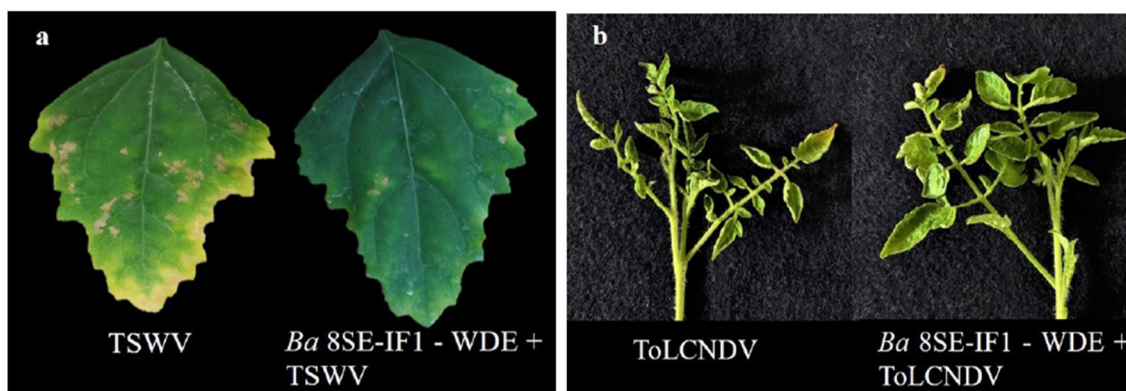 a
TSWV
Ba 8SE-IF1 - WDE +
TSWV
b
ToLCNDV
Ba 8SE-IF1 - WDE +
ToLCNDV